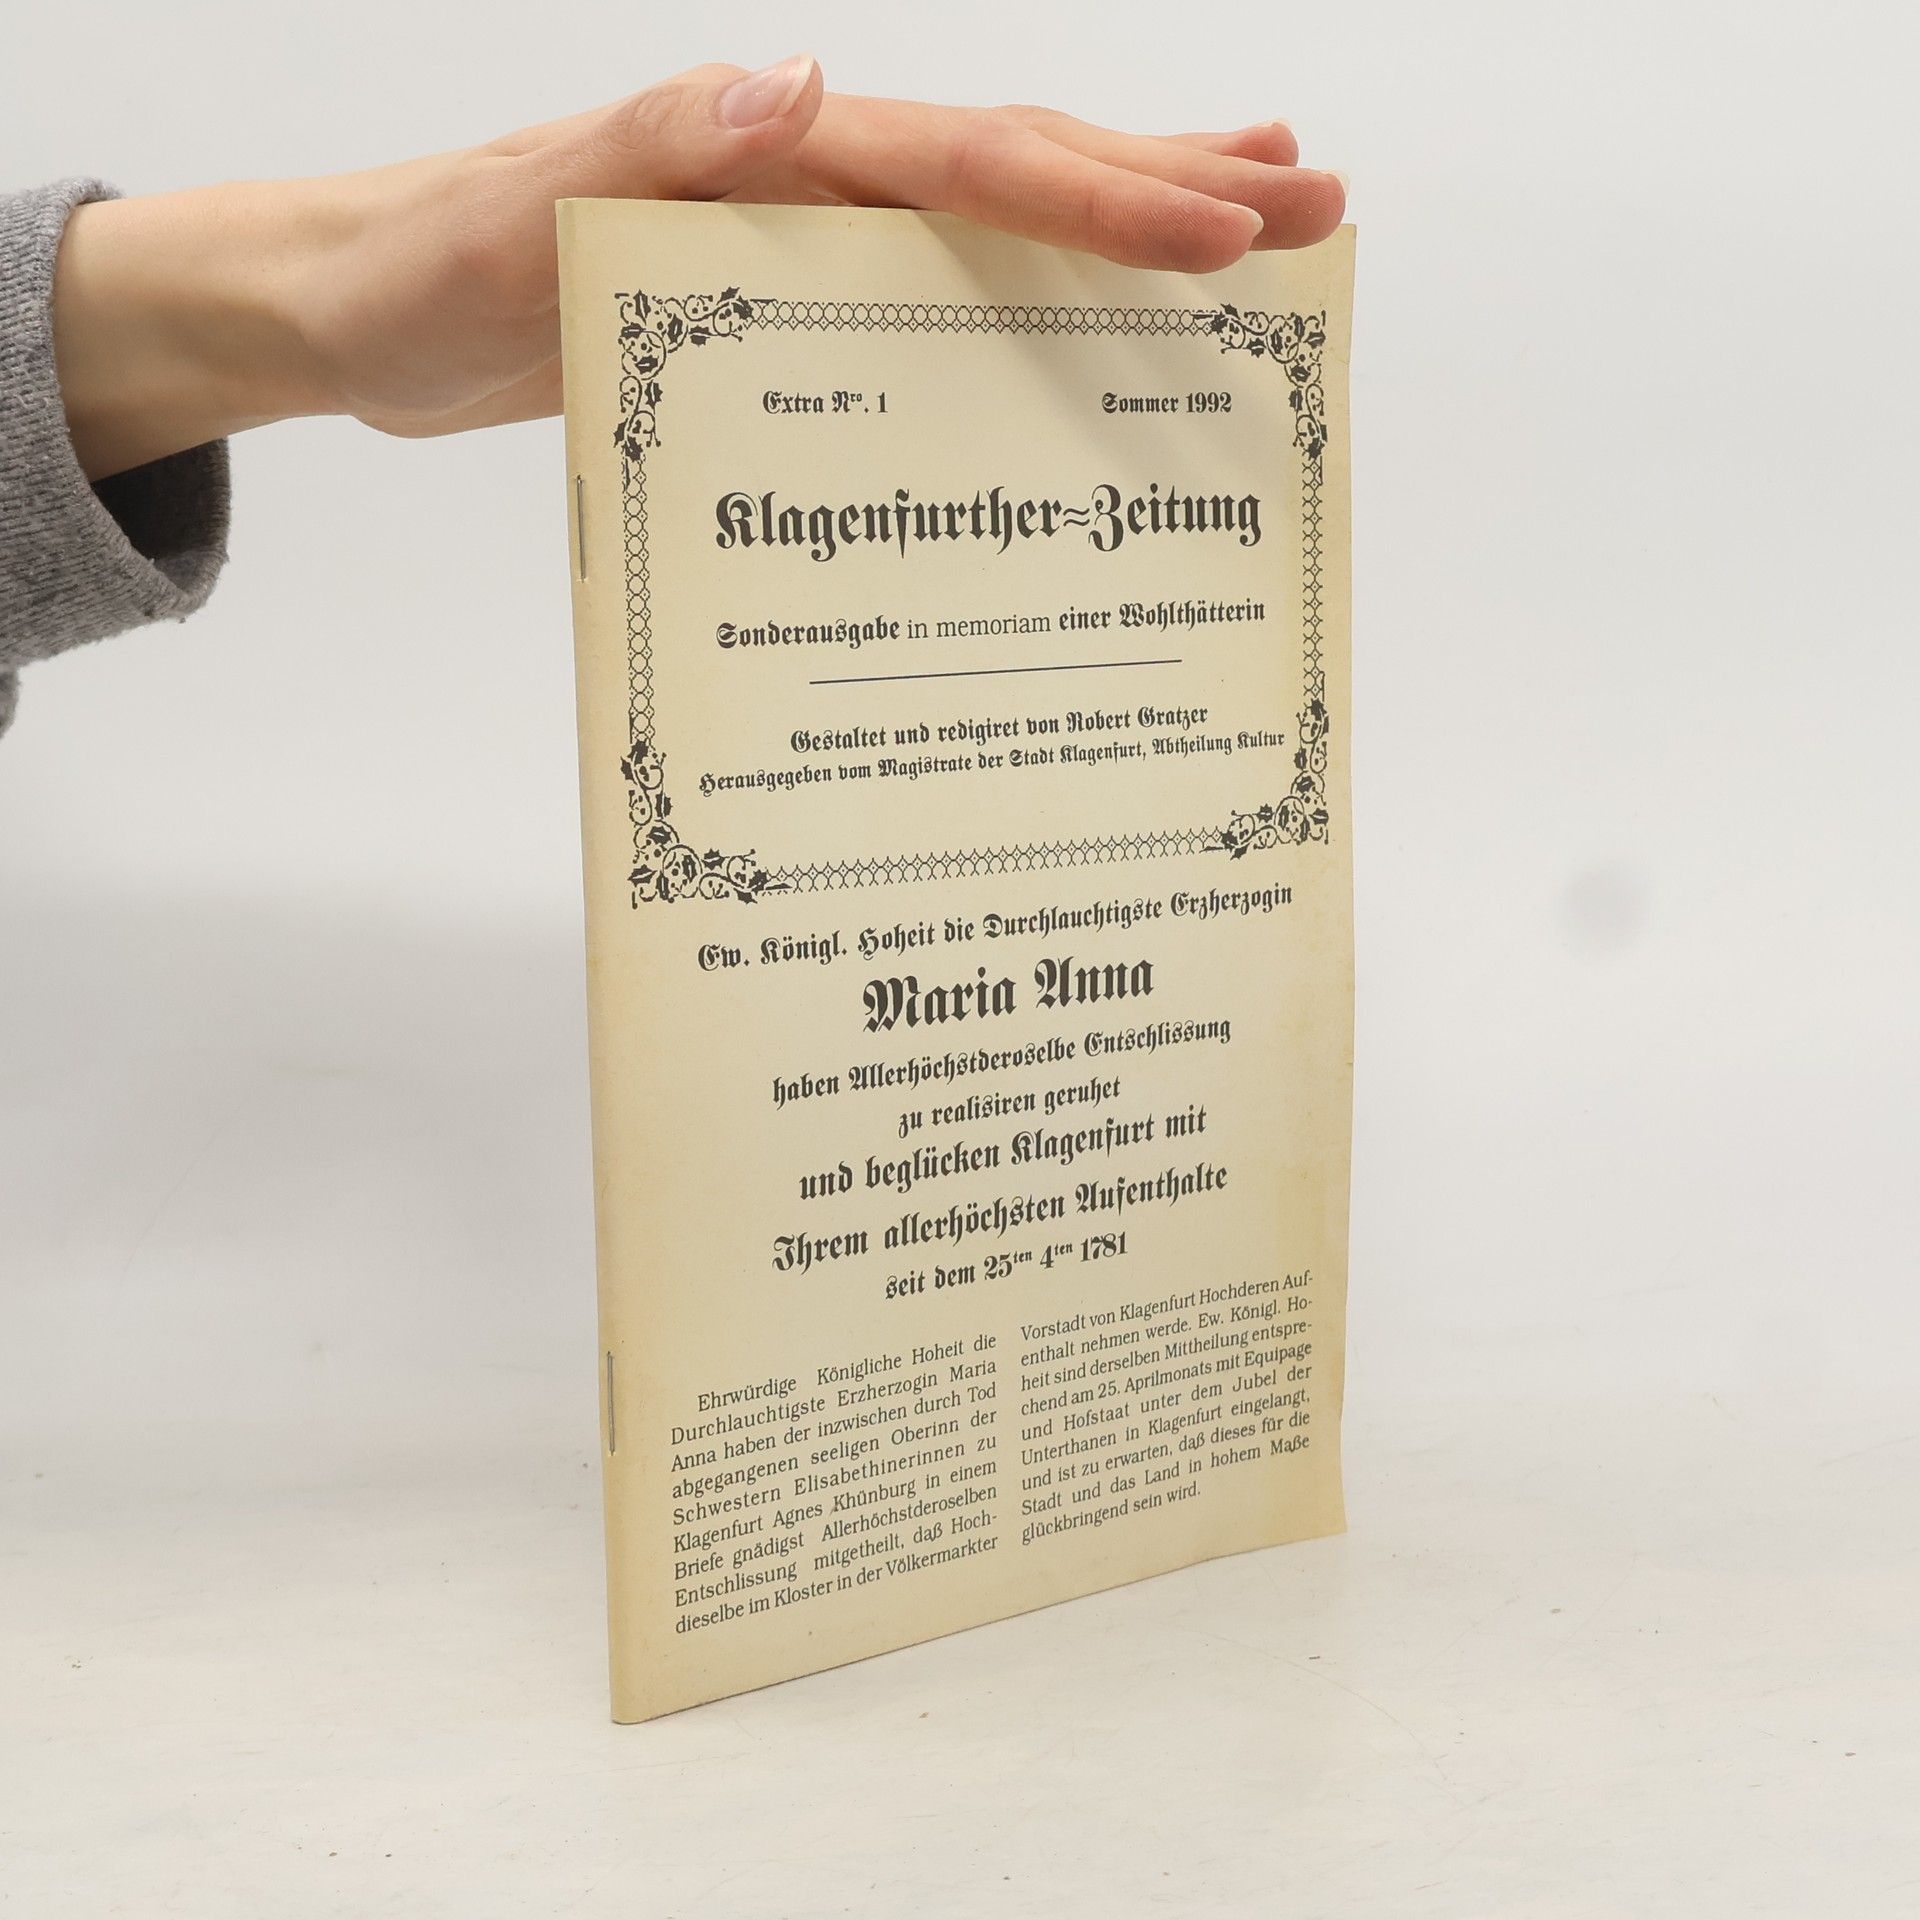 Extra Nro. 1
Sommer 1992
Klagenfurther=Zeitung
Sonderausgabe in memoriam einer Wohlthätterin
Gestaltet und redigiret von Robert Gratzer
Herausgegeben vom Magistrate der Stadt Klagenfurt, Abtheilung Kultur
Ew. Königl. Hoheit die Durchlauchtigste Erzherzogin
Maria Anna
haben Allerhöchstderoselbe Entschlissung
zu realisiren geruhet
und beglücken Klagenfurt mit
Ihrem allerhöchsten Aufenthalte
seit dem 25ten 4ten 1781
Ehrwürdige Königliche Hoheit die
Durchlauchtigste Erzherzogin Maria
Anna haben der inzwischen durch Tod
abgegangenen seeligen Oberinn der
Schwestern Elisabethinerinnen zu
Klagenfurt Agnes Khünburg in einem
Briefe gnädigst Allerhöchstderoselben
Entschlissung mitgetheilt, daß Hoch-
dieselbe im Kloster in der Völkermarkter
Vorstadt von Klagenfurt Hochderen Auf-
enthalt nehmen werde. Ew. Königl. Ho-
heit sind derselben Mittheilung entspre-
chend am 25. Aprilmonats mit Equipage
und Hofstaat unter dem Jubel der
Unterthanen in Klagenfurt eingelangt,
und ist zu erwarten, daß dieses für die
Stadt und das Land in hohem Maße
glückbringend sein wird.